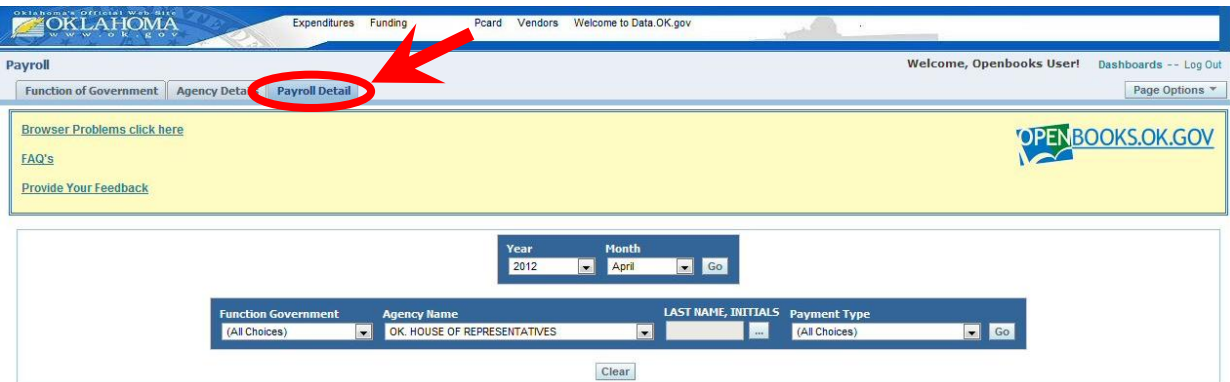 Oklahoma's Official Web Site
OKLAHOMA
www.ok.gov
Expenditures Funding Pcard Vendors Welcome to Data.OK.gov
Payroll
Welcome, Openbooks User! Dashboards -- Log Out
Function of Government Agency Details Payroll Detail
Page Options
Browser Problems click here
FAQ's
Provide Your Feedback
OPENBOOKS.OK.GOV
Year Month
2012 April Go
Function Government Agency Name LAST NAME, INITIALS Payment Type
(All Choices) OK. HOUSE OF REPRESENTATIVES ... (All Choices) Go
Clear